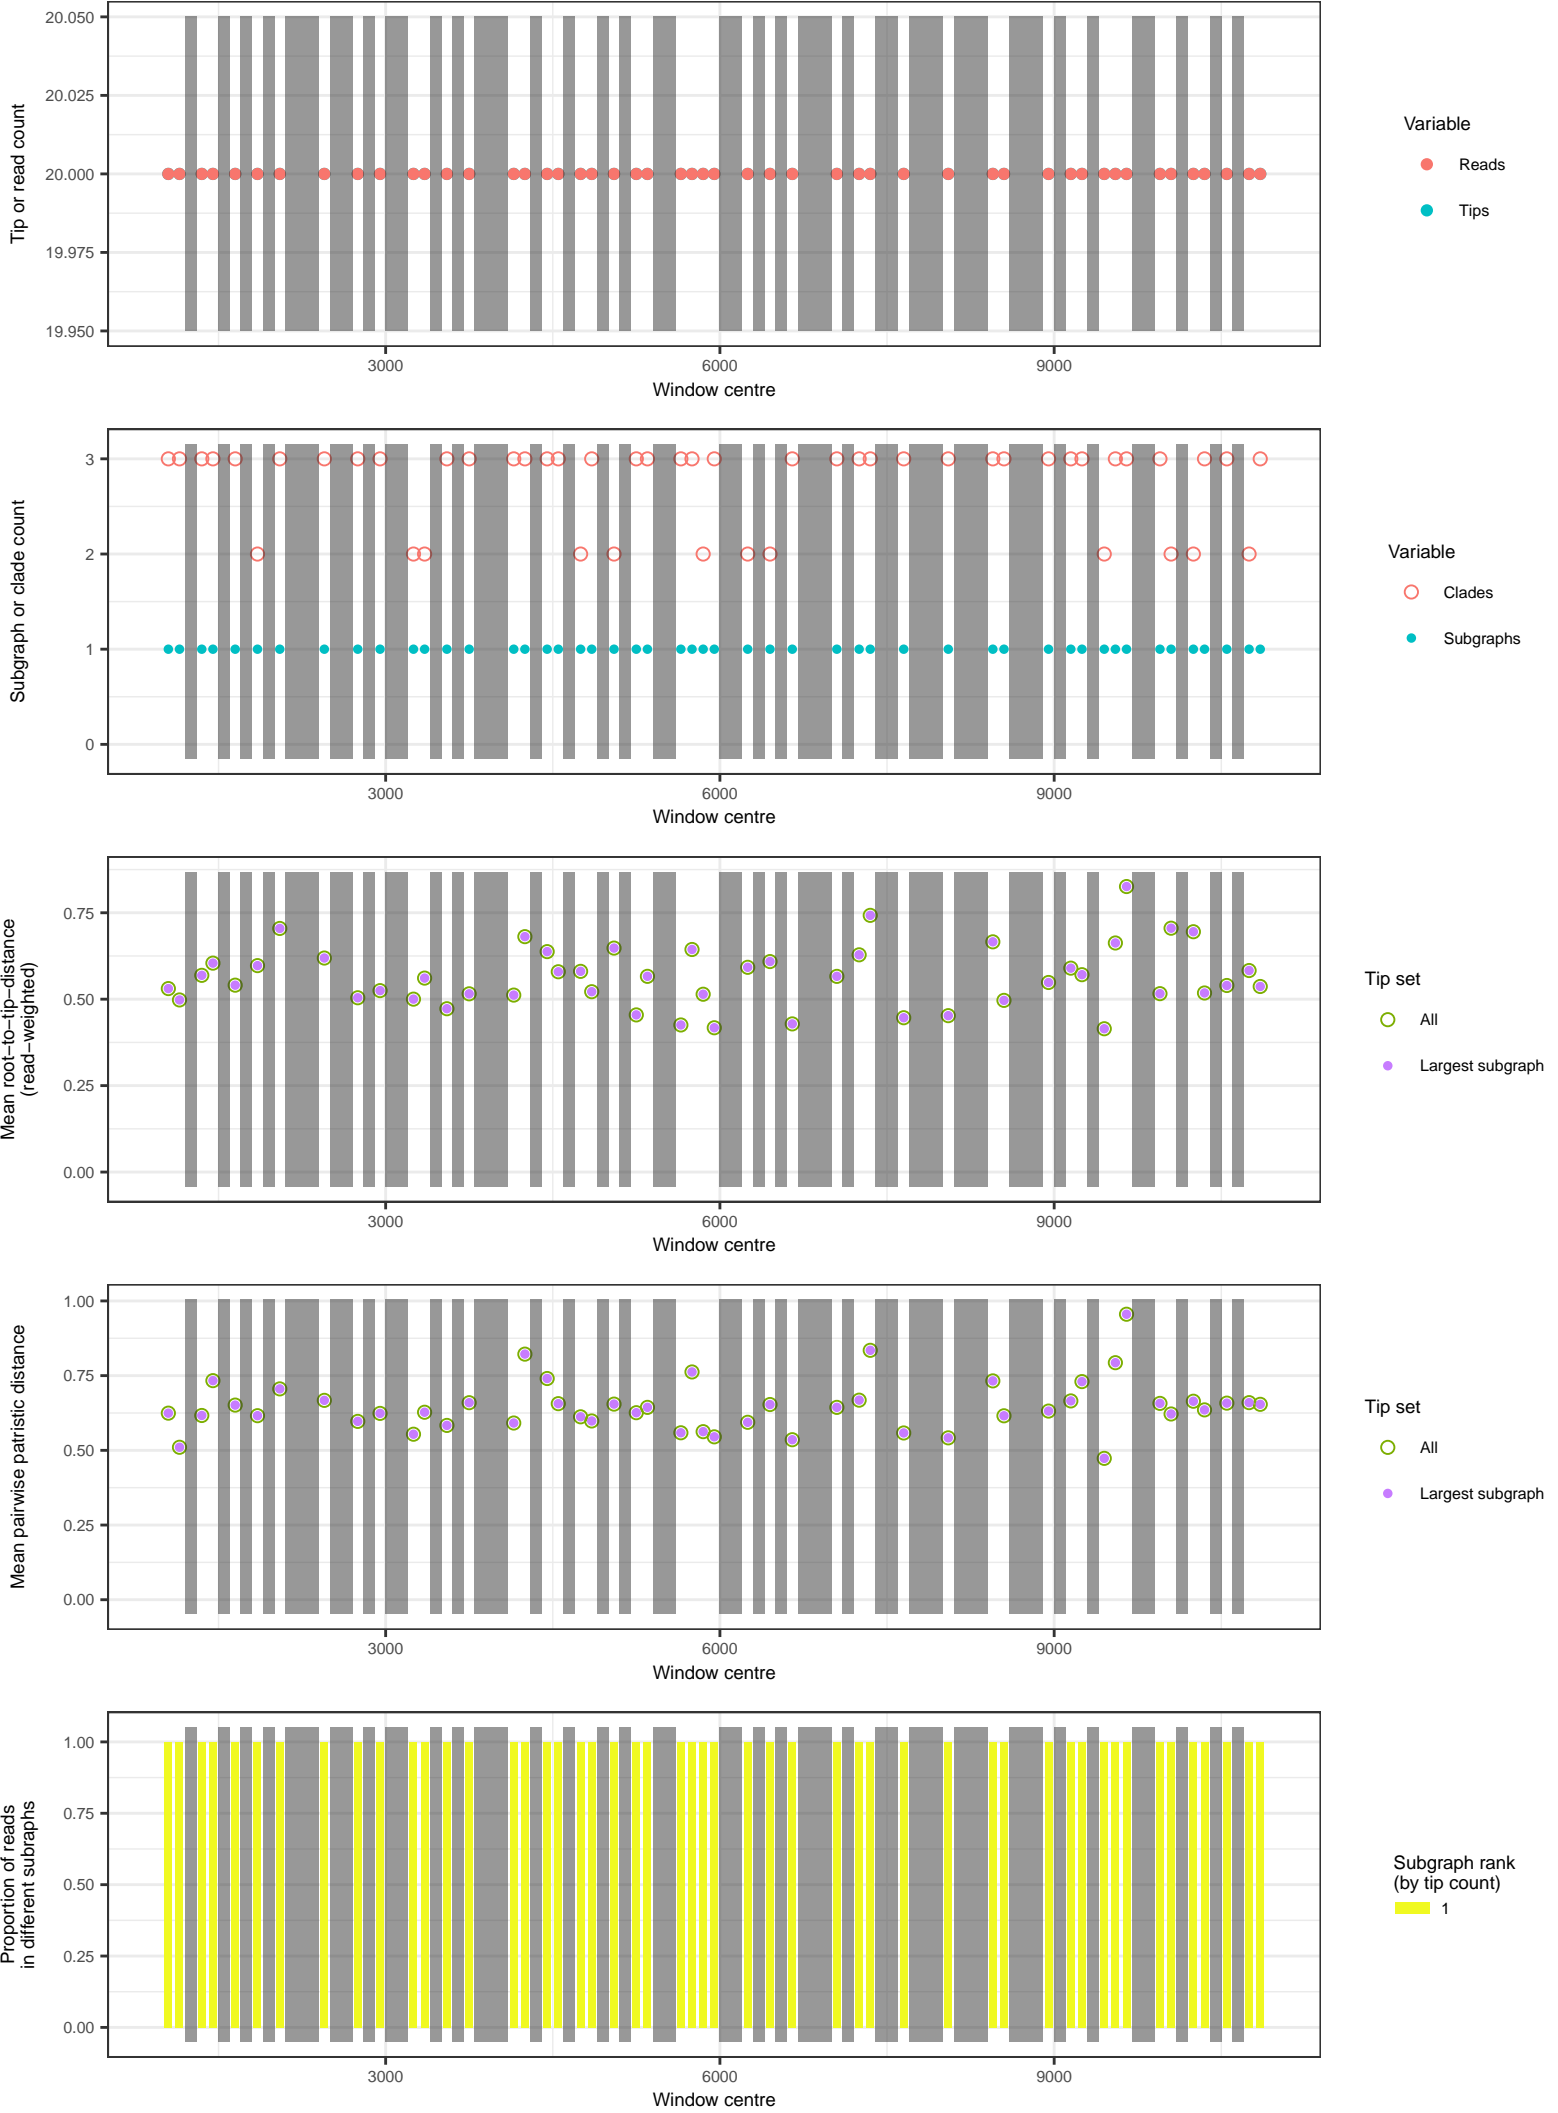 Tip or read count
20.050
20.025
20.000
19.975
19.950
3000 6000 9000
Window centre
Variable
Reads
Tips
Subgraph or clade count
3
2
1
0
3000 6000 9000
Window centre
Variable
Clades
Subgraphs
Mean root−to−tip−distance
(read−weighted)
0.75
0.50
0.25
0.00
3000 6000 9000
Window centre
Tip set
All
Largest subgraph
Mean pairwise patristic distance
1.00
0.75
0.50
0.25
0.00
3000 6000 9000
Window centre
Tip set
All
Largest subgraph
Proportion of reads
in different subraphs
1.00
0.75
0.50
0.25
0.00
3000 6000 9000
Window centre
Subgraph rank
(by tip count)
1